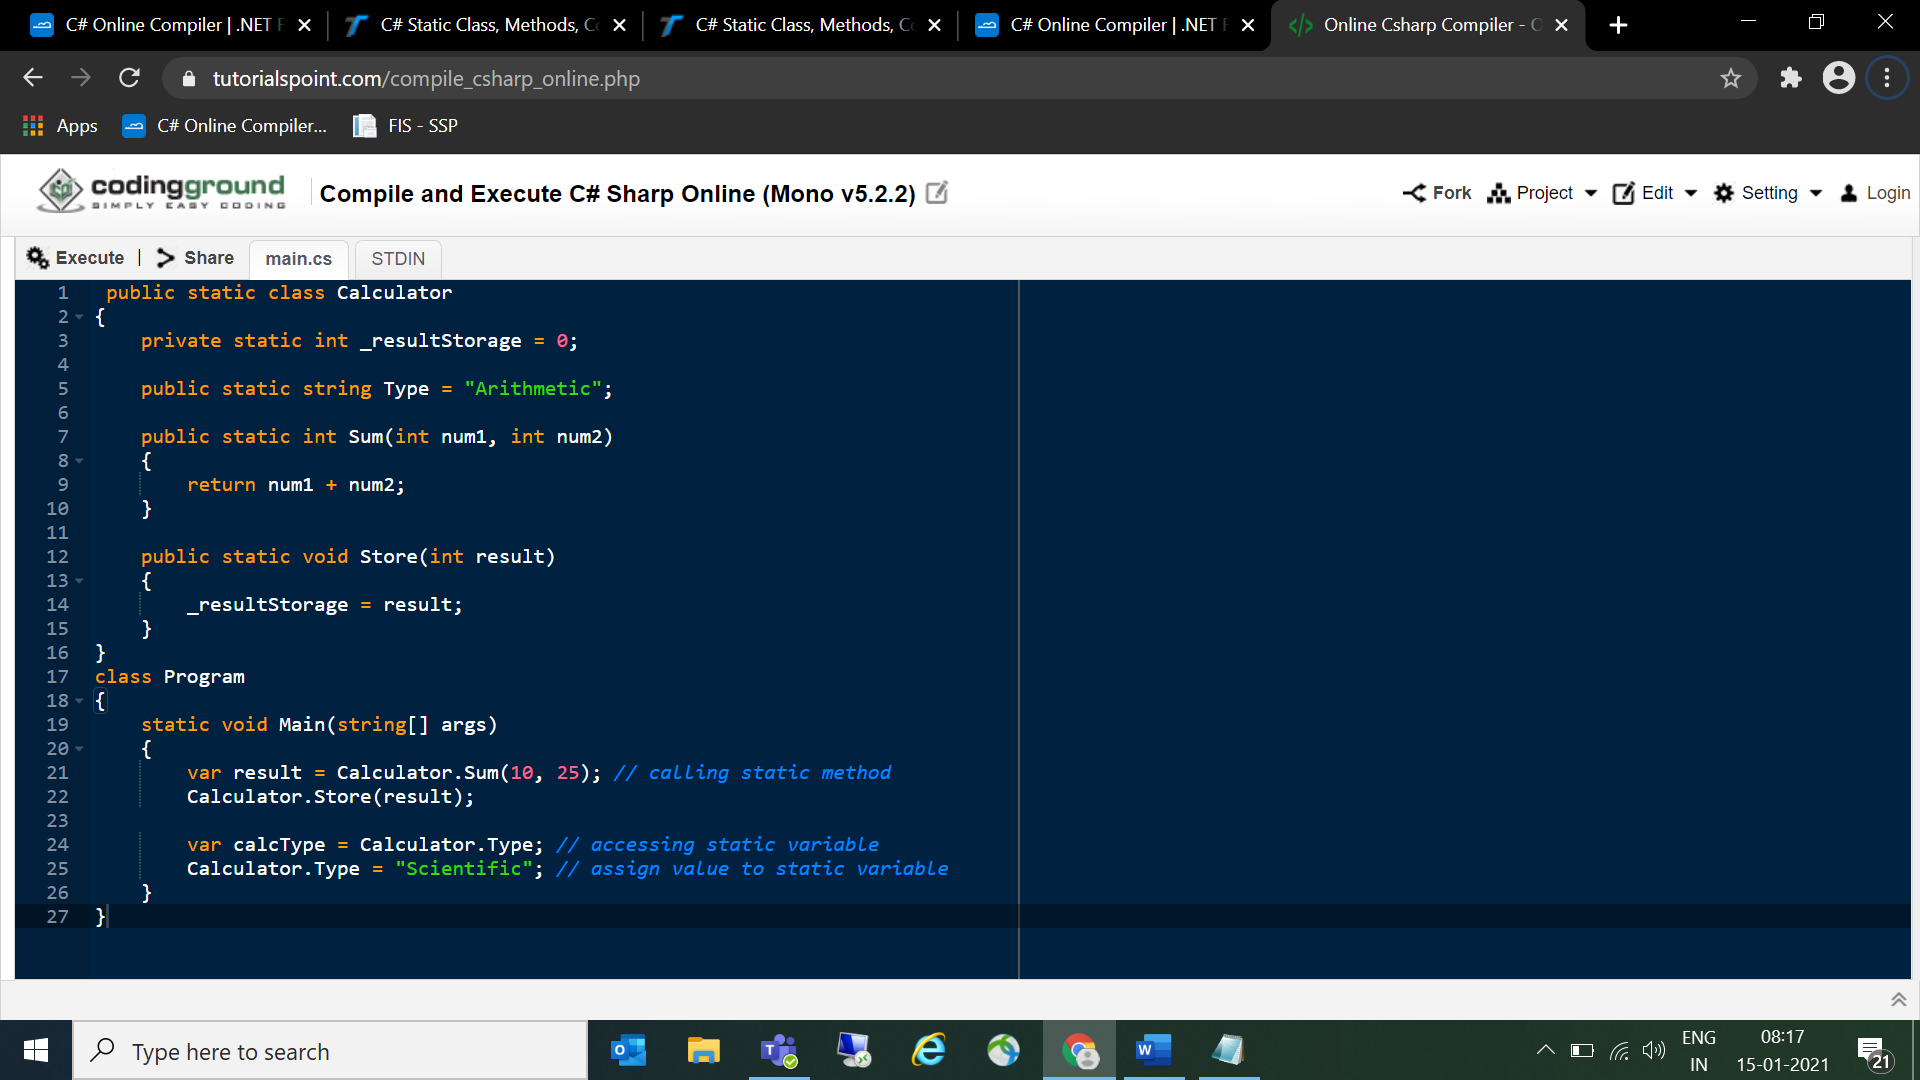 C# Online Compiler | .NET F
C# Static Class, Methods, Co
C# Static Class, Methods, Co
C# Online Compiler | .NET F
Online Csharp Compiler - O
tutorialspoint.com/compile_csharp_online.php
Apps
C# Online Compiler...
FIS - SSP
codingground
SIMPLY EASY CODING
Compile and Execute C# Sharp Online (Mono v5.2.2)
Fork
Project
Edit
Setting
Login
Execute | Share
main.cs
STDIN
1 public static class Calculator
2 {
3 private static int _resultStorage = 0;
4
5 public static string Type = "Arithmetic";
6
7 public static int Sum(int num1, int num2)
8 {
9 return num1 + num2;
10 }
11
12 public static void Store(int result)
13 {
14 _resultStorage = result;
15 }
16 }
17 class Program
18 {
19 static void Main(string[] args)
20 {
21 var result = Calculator.Sum(10, 25); // calling static method
22 Calculator.Store(result);
23
24 var calcType = Calculator.Type; // accessing static variable
25 Calculator.Type = "Scientific"; // assign value to static variable
26 }
27 }
Type here to search
ENG
IN
08:17
15-01-2021
21